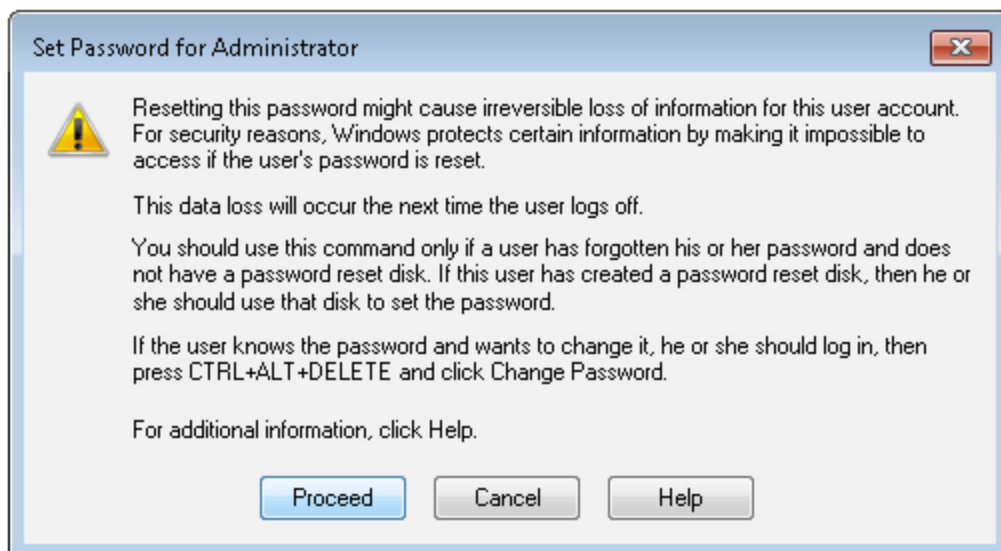 Set Password for Administrator
Resetting this password might cause irreversible loss of information for this user account.
For security reasons, Windows protects certain information by making it impossible to
access if the user's password is reset.
This data loss will occur the next time the user logs off.
You should use this command only if a user has forgotten his or her password and does
not have a password reset disk. If this user has created a password reset disk, then he or
she should use that disk to set the password.
If the user knows the password and wants to change it, he or she should log in, then
press CTRL+ALT+DELETE and click Change Password.
For additional information, click Help.
Proceed Cancel Help